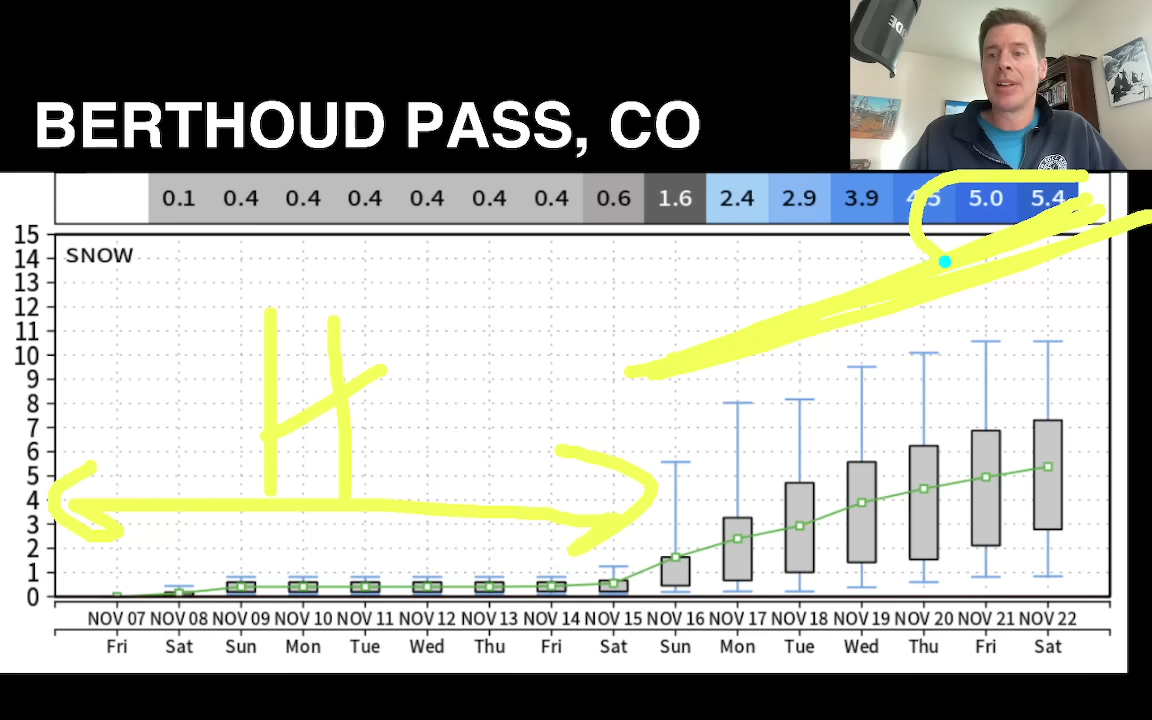 BERTHOUD PASS, CO
0.1 0.4 0.4 0.4 0.4 0.4 0.4 0.6 1.6 2.4 2.9 3.9 4.5 5.0 5.4
SNOW
15
14
13
12
11
10
9
8
7
6
5
4
3
2
1
0
H
NOV 07 NOV 08 NOV 09 NOV 10 NOV 11 NOV 12 NOV 13 NOV 14 NOV 15 NOV 16 NOV 17 NOV 18 NOV 19 NOV 20 NOV 21 NOV 22
Fri Sat Sun Mon Tue Wed Thu Fri Sat Sun Mon Tue Wed Thu Fri Sat